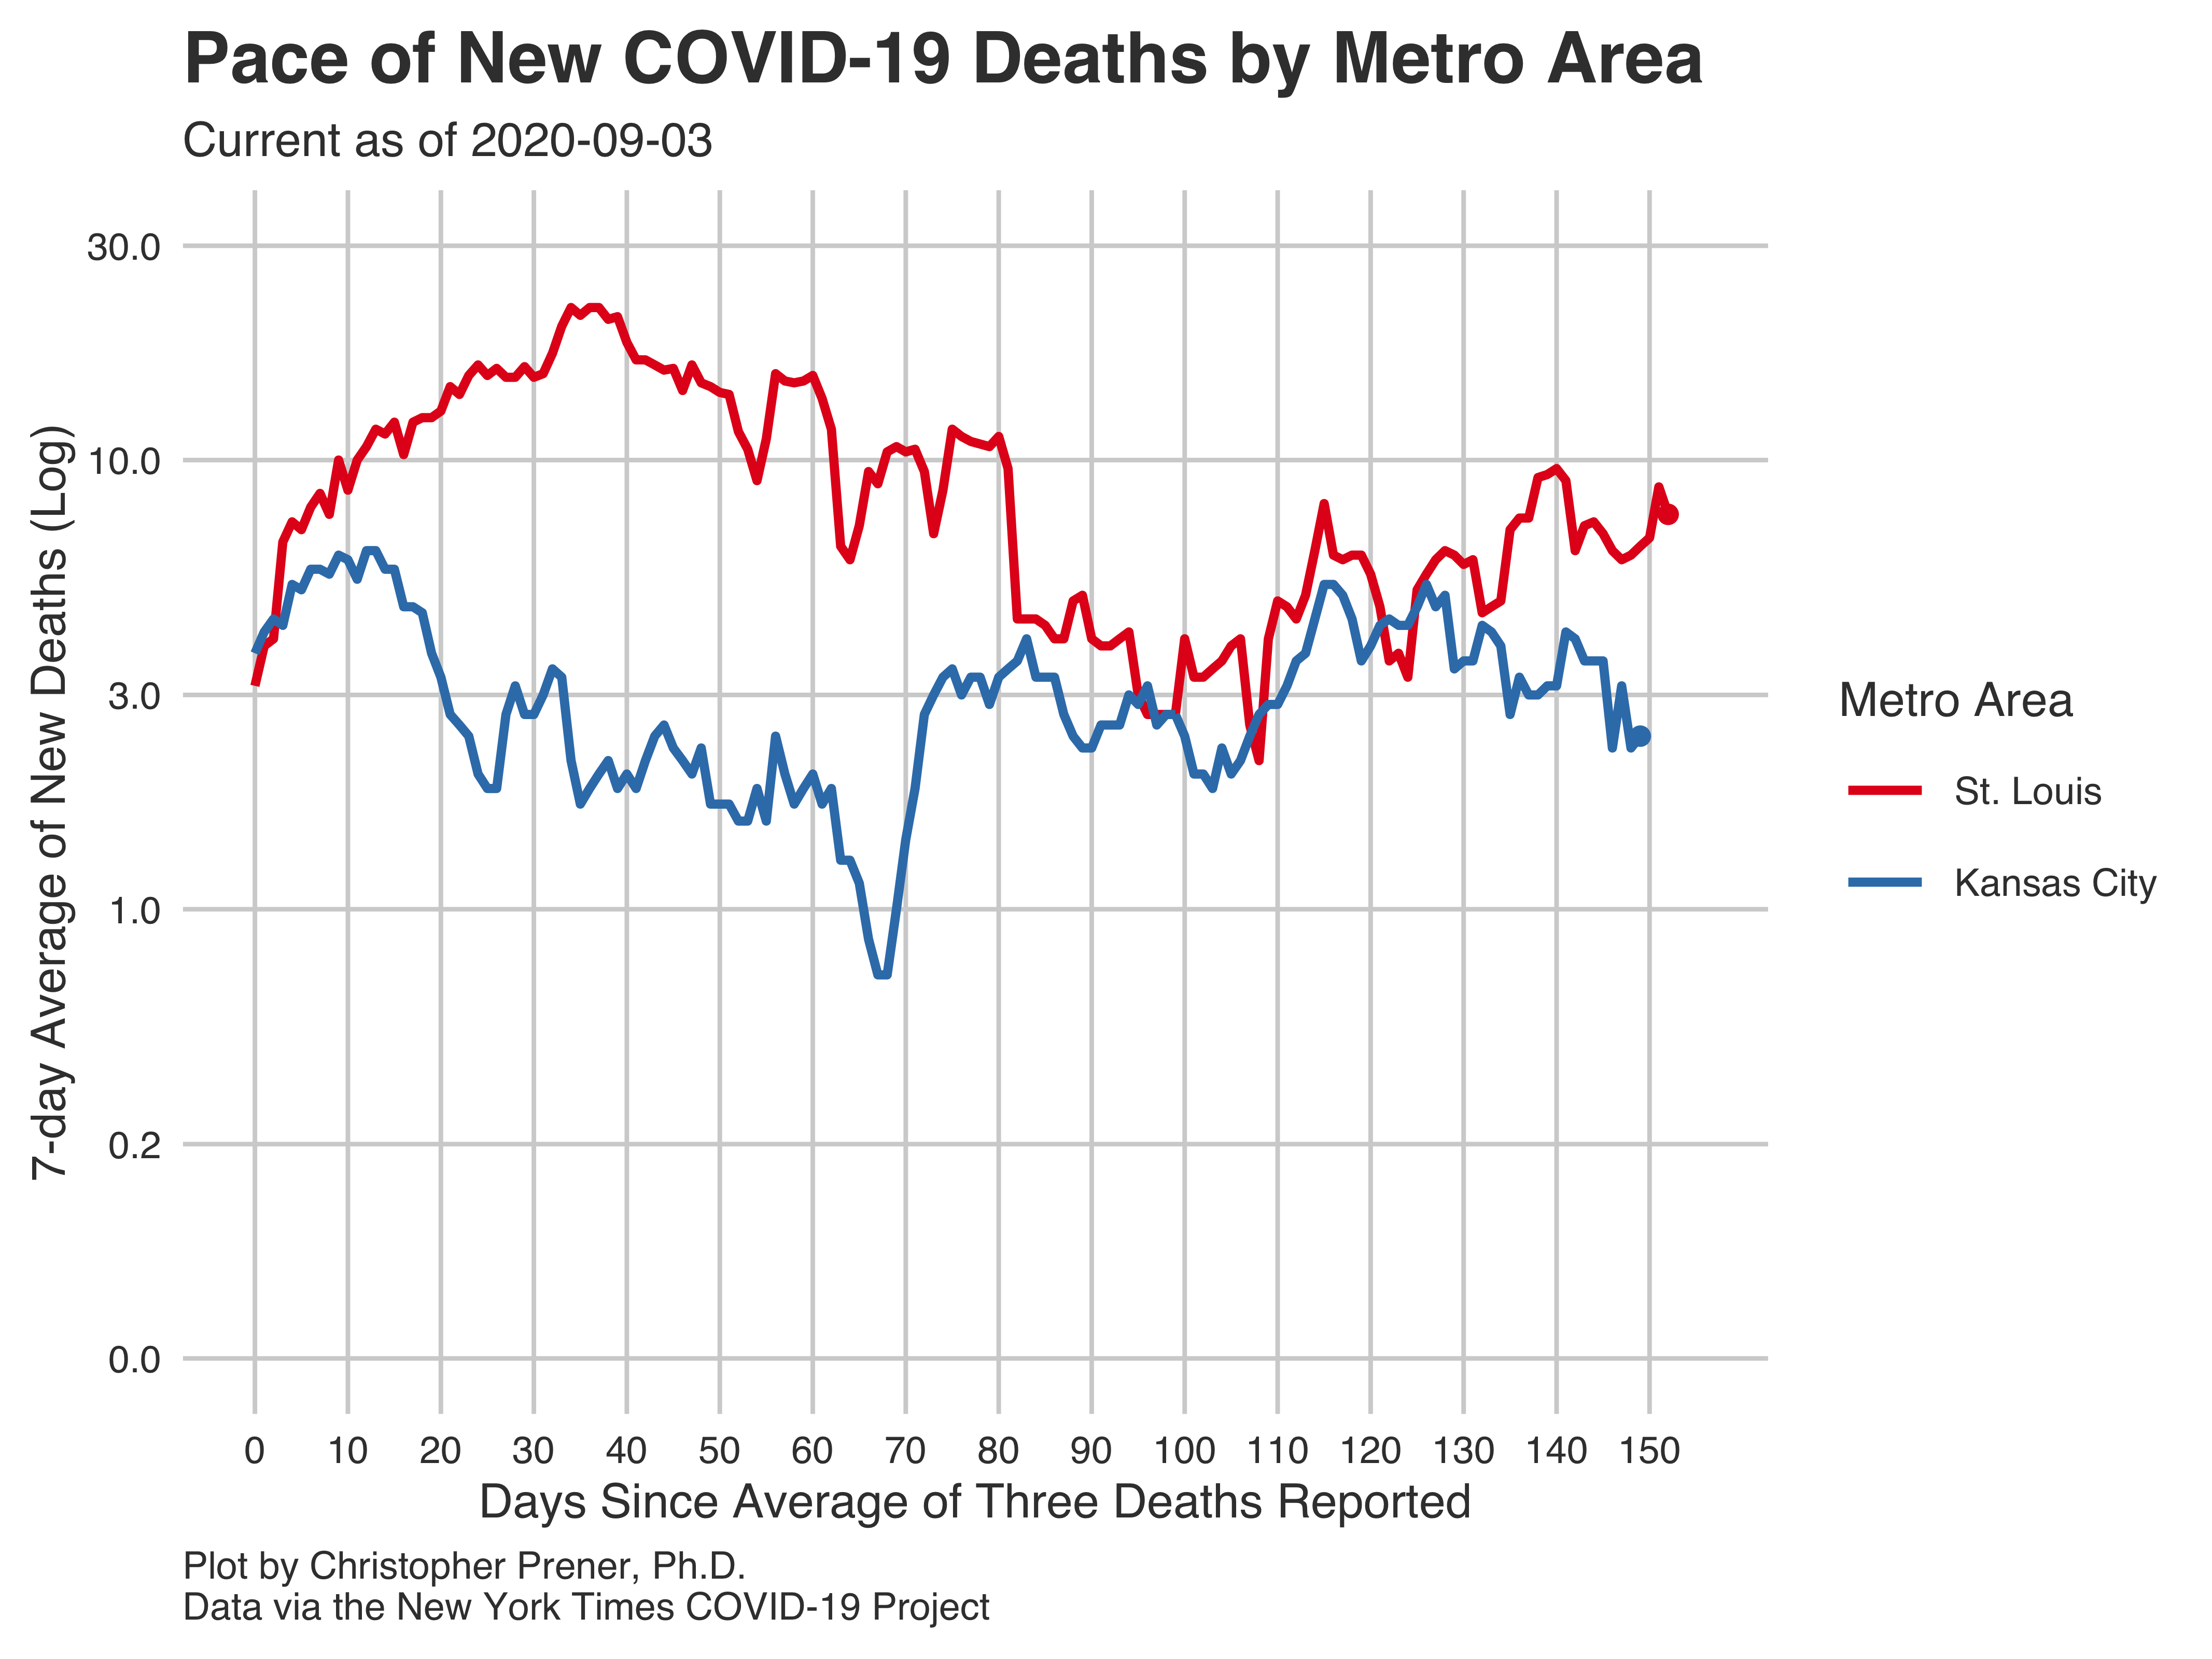 Pace of New COVID-19 Deaths by Metro Area
Current as of 2020-09-03
7-day Average of New Deaths (Log)
30.0
10.0
3.0
1.0
0.2
0.0
0 10 20 30 40 50 60 70 80 90 100 110 120 130 140 150
Days Since Average of Three Deaths Reported
Metro Area
St. Louis
Kansas City
Plot by Christopher Prener, Ph.D.
Data via the New York Times COVID-19 Project